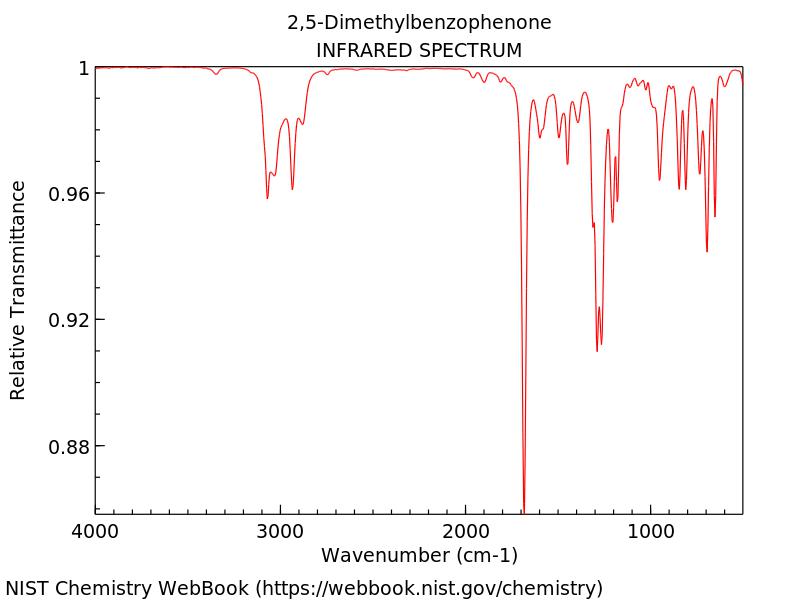 2,5-Dimethylbenzophenone
INFRARED SPECTRUM
1
0.96
0.92
0.88
Relative Transmittance
4000 3000 2000 1000
Wavenumber (cm-1)
NIST Chemistry WebBook (https://webbook.nist.gov/chemistry)